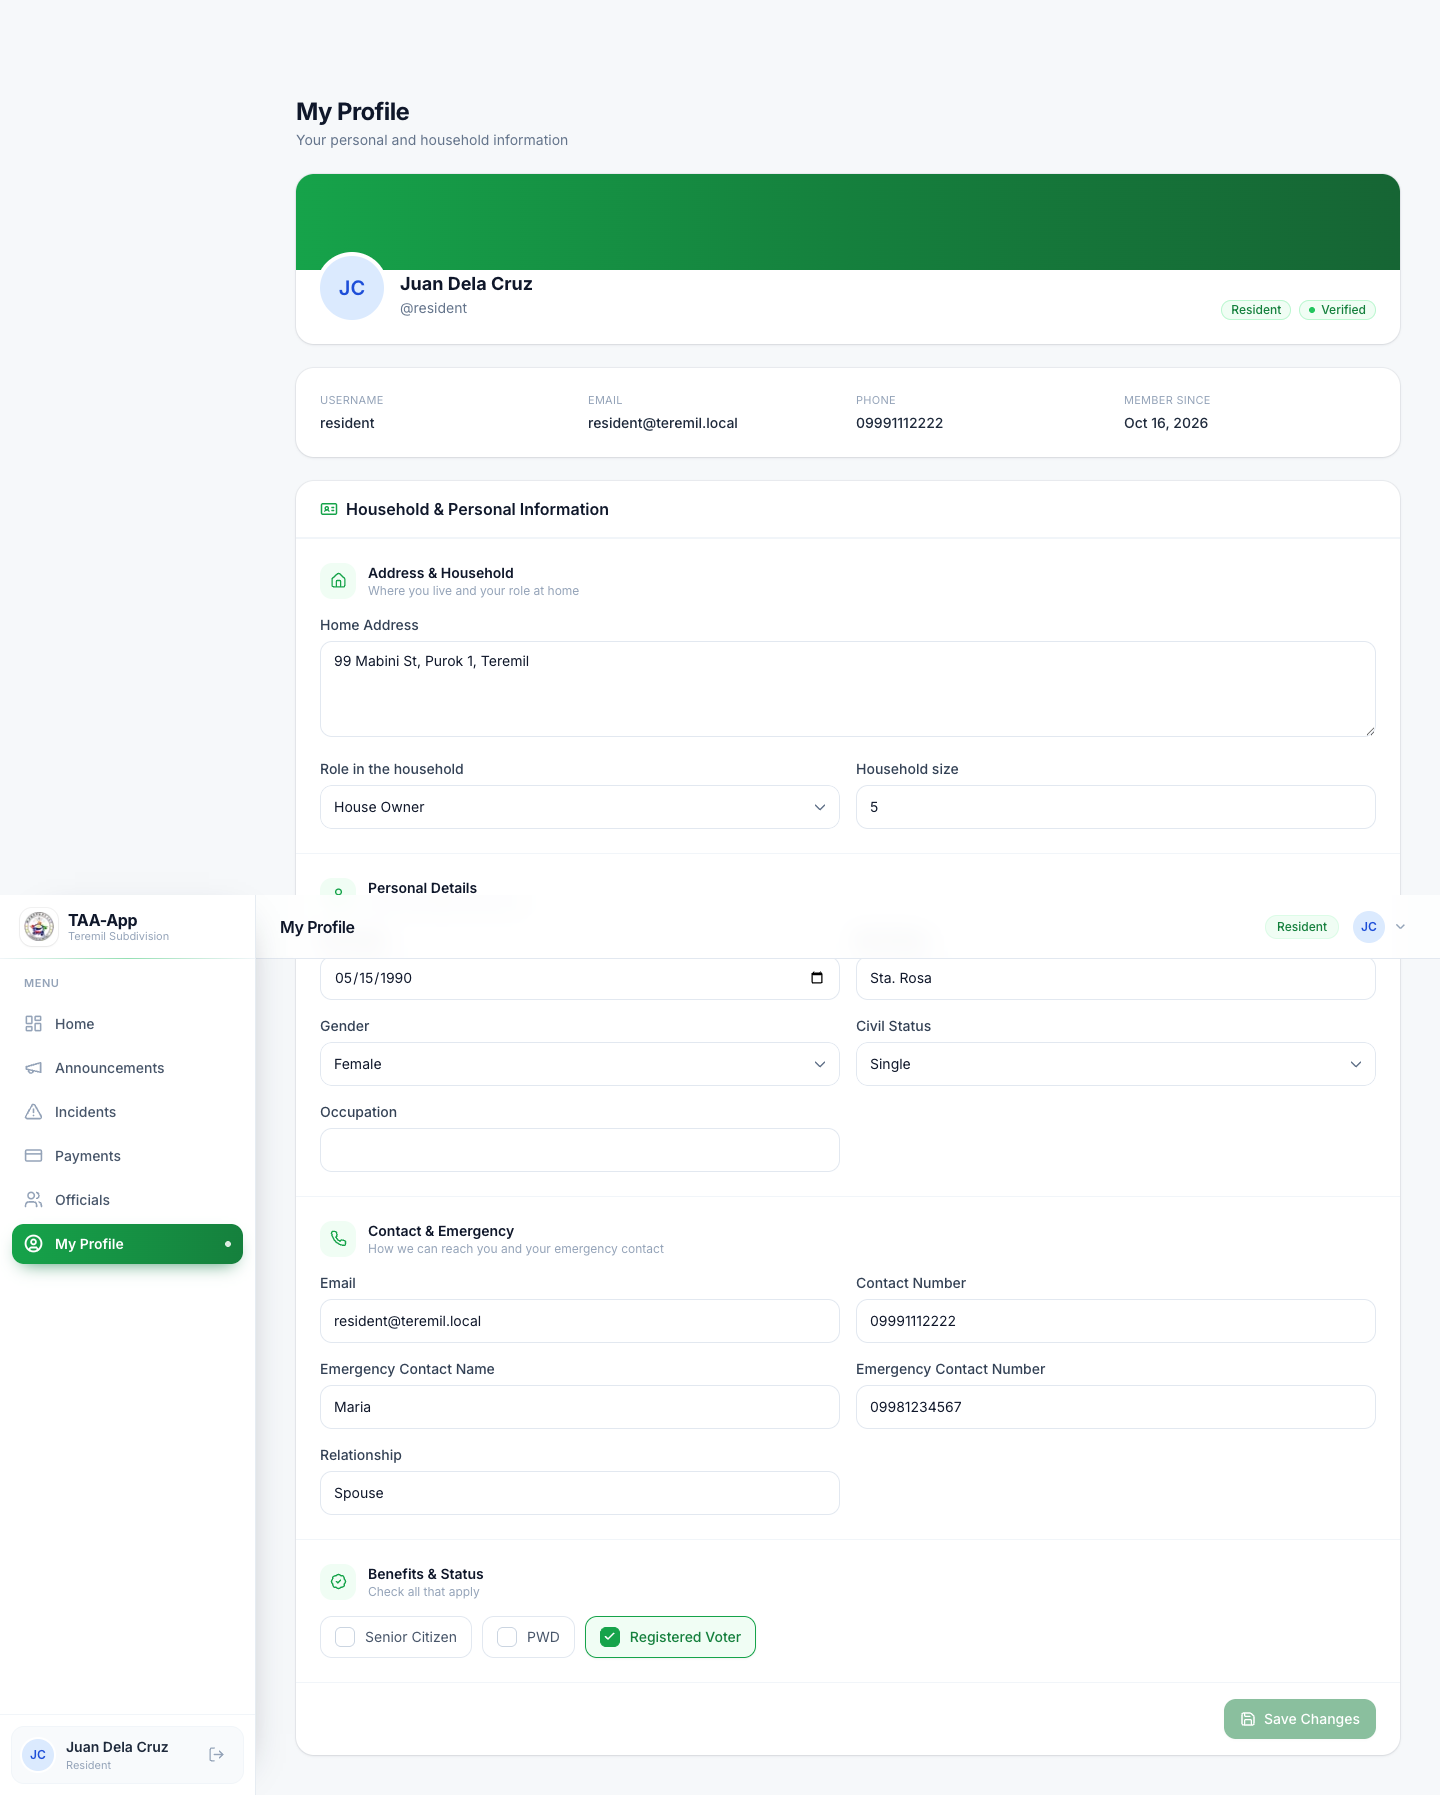 My Profile
Your personal and household information
JC
Juan Dela Cruz
@resident
Resident
Verified
USERNAME
resident
EMAIL
resident@teremil.local
PHONE
09991112222
MEMBER SINCE
Oct 16, 2026
Household & Personal Information
Address & Household
Where you live and your role at home
Home Address
99 Mabini St, Purok 1, Teremil
Role in the household
House Owner
Household size
5
Personal Details
TAA-App
Teremil Subdivision
My Profile
Resident
JC
MENU
Home
Announcements
Incidents
Payments
Officials
My Profile
05/15/1990
Sta. Rosa
Gender
Female
Civil Status
Single
Occupation
Contact & Emergency
How we can reach you and your emergency contact
Email
resident@teremil.local
Contact Number
09991112222
Emergency Contact Name
Maria
Emergency Contact Number
09981234567
Relationship
Spouse
Benefits & Status
Check all that apply
Senior Citizen
PWD
Registered Voter
Save Changes
JC
Juan Dela Cruz
Resident